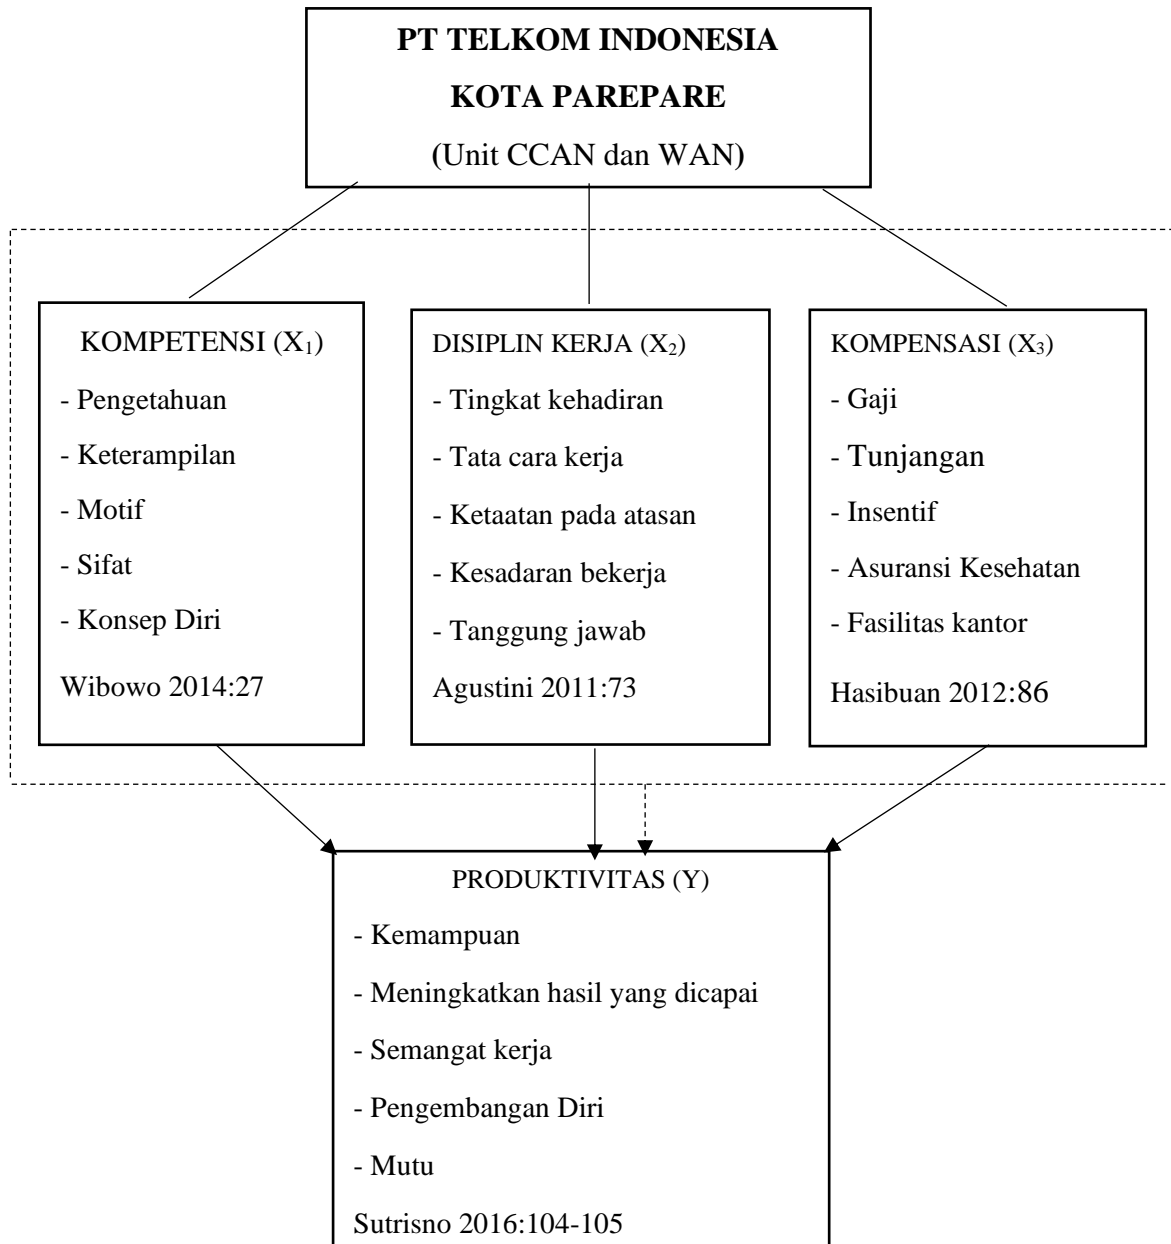 PT TELKOM INDONESIA
KOTA PAREPARE
(Unit CCAN dan WAN)
KOMPETENSI (X₁)
- Pengetahuan
- Keterampilan
- Motif
- Sifat
- Konsep Diri
Wibowo 2014:27
DISIPLIN KERJA (X₂)
- Tingkat kehadiran
- Tata cara kerja
- Ketaatan pada atasan
- Kesadaran bekerja
- Tanggung jawab
Agustini 2011:73
KOMPENSASI (X₃)
- Gaji
- Tunjangan
- Insentif
- Asuransi Kesehatan
- Fasilitas kantor
Hasibuan 2012:86
PRODUKTIVITAS (Y)
- Kemampuan
- Meningkatkan hasil yang dicapai
- Semangat kerja
- Pengembangan Diri
- Mutu
Sutrisno 2016:104-105